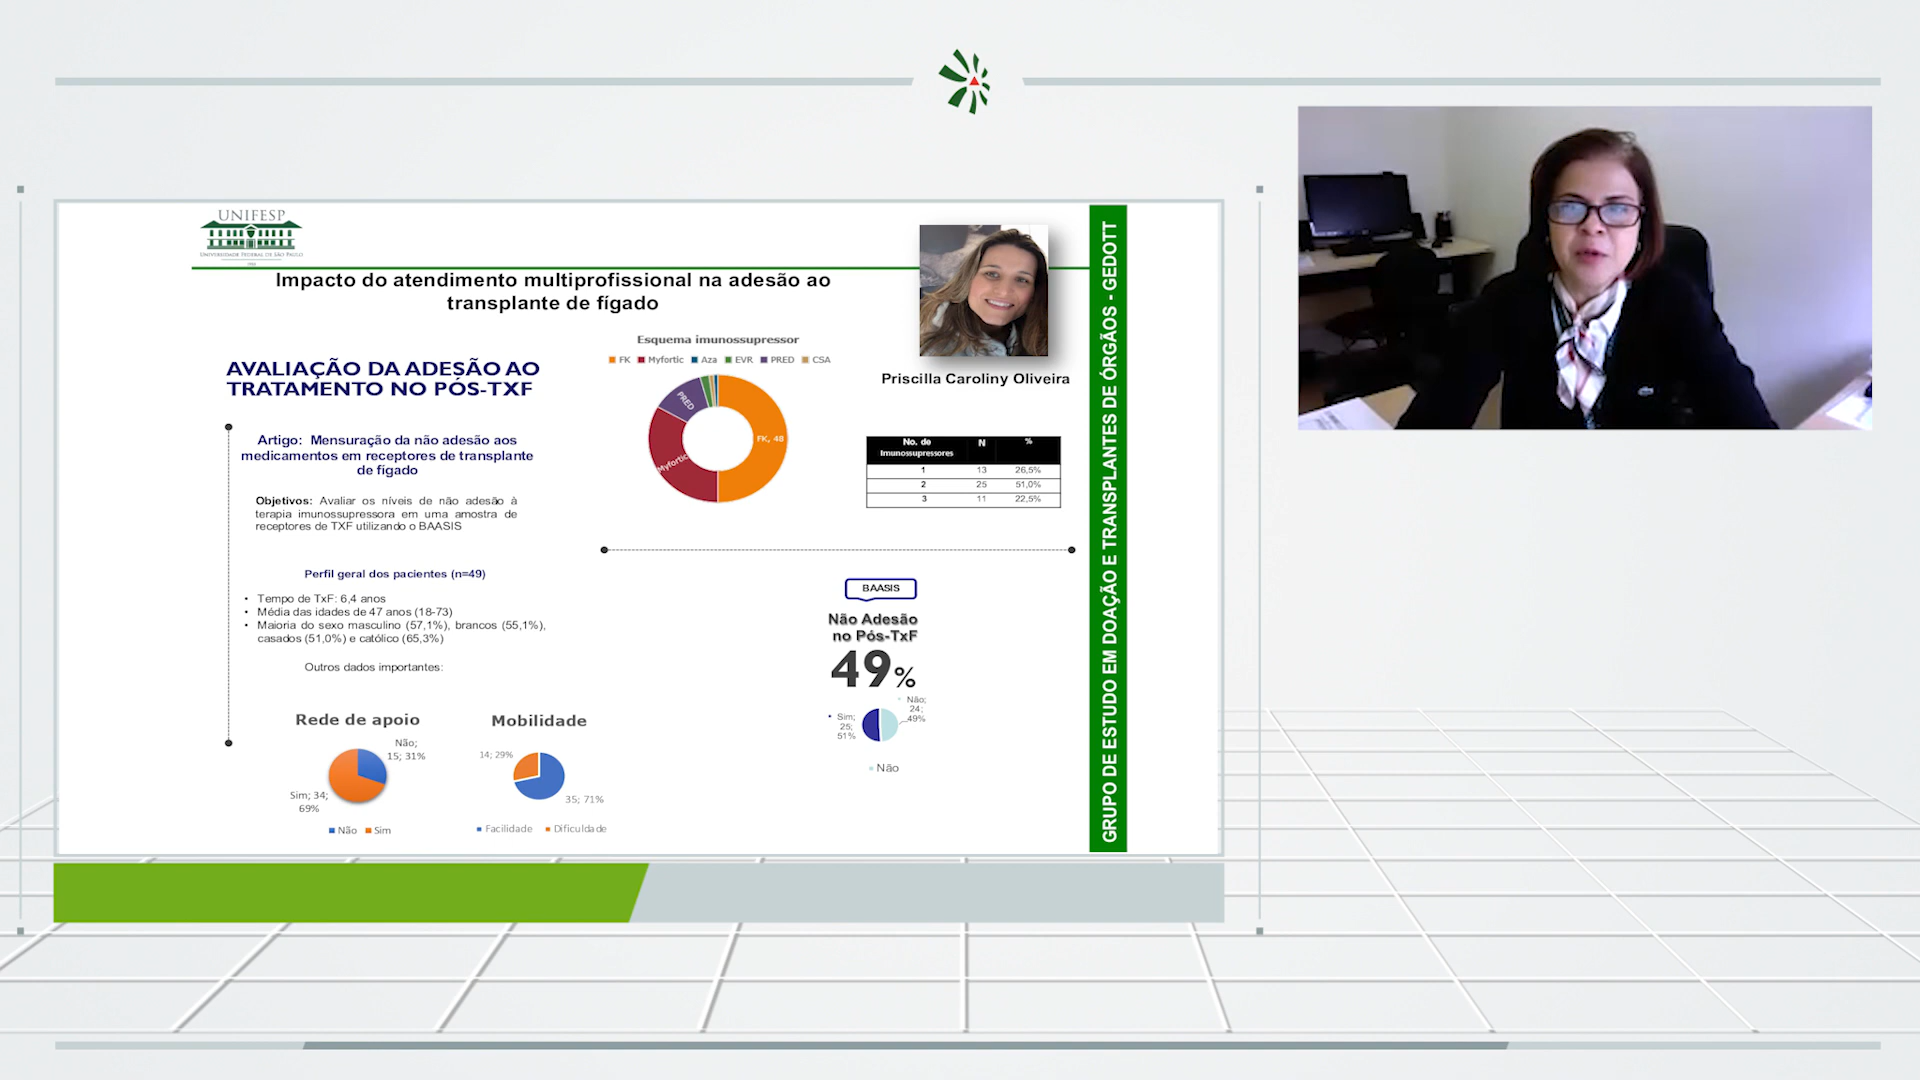 UNIFESP
UNIVERSIDADE FEDERAL DE SÃO PAULO
Impacto do atendimento multiprofissional na adesão ao
transplante de fígado
AVALIAÇÃO DA ADESÃO AO
TRATAMENTO NO PÓS-TXF
Artigo: Mensuração da não adesão aos
medicamentos em receptores de transplante
de fígado
Objetivos: Avaliar os níveis de não adesão à
terapia imunossupressora em uma amostra de
receptores de TXF utilizando o BAASIS
Perfil geral dos pacientes (n=49)
• Tempo de TxF: 6,4 anos
• Média das idades de 47 anos (18-73)
• Maioria do sexo masculino (57,1%), brancos (55,1%),
casados (51,0%) e católico (65,3%)
Outros dados importantes:
Rede de apoio
Não;
15; 31%
Sim; 34;
69%
Não Sim
Mobilidade
14; 29%
35; 71%
Facilidade Dificuldade
Esquema imunossupressor
FK Myfortic Aza EVR PRED CSA
PRED
FK, 48
Myfortic
Priscilla Caroliny Oliveira
No. de Imunossupressores N %
1 13 26,5%
2 25 51,0%
3 11 22,5%
BAASIS
Não Adesão
no Pós-TxF
49%
Não;
24;
49%
Sim;
25;
51%
Não
GRUPO DE ESTUDO EM DOAÇÃO E TRANSPLANTES DE ÓRGÃOS - GEDOTT